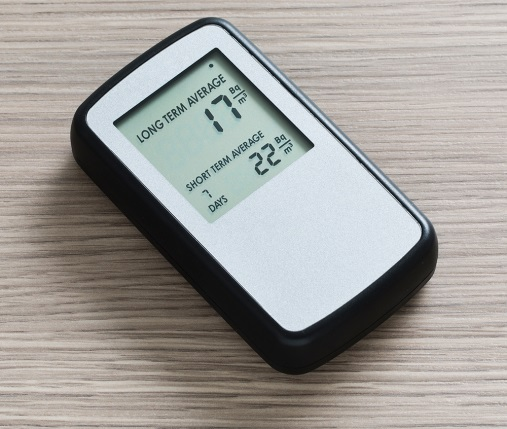 LONG TERM AVERAGE
17 Bq/m³
SHORT TERM AVERAGE
22 Bq/m³
7
DAYS